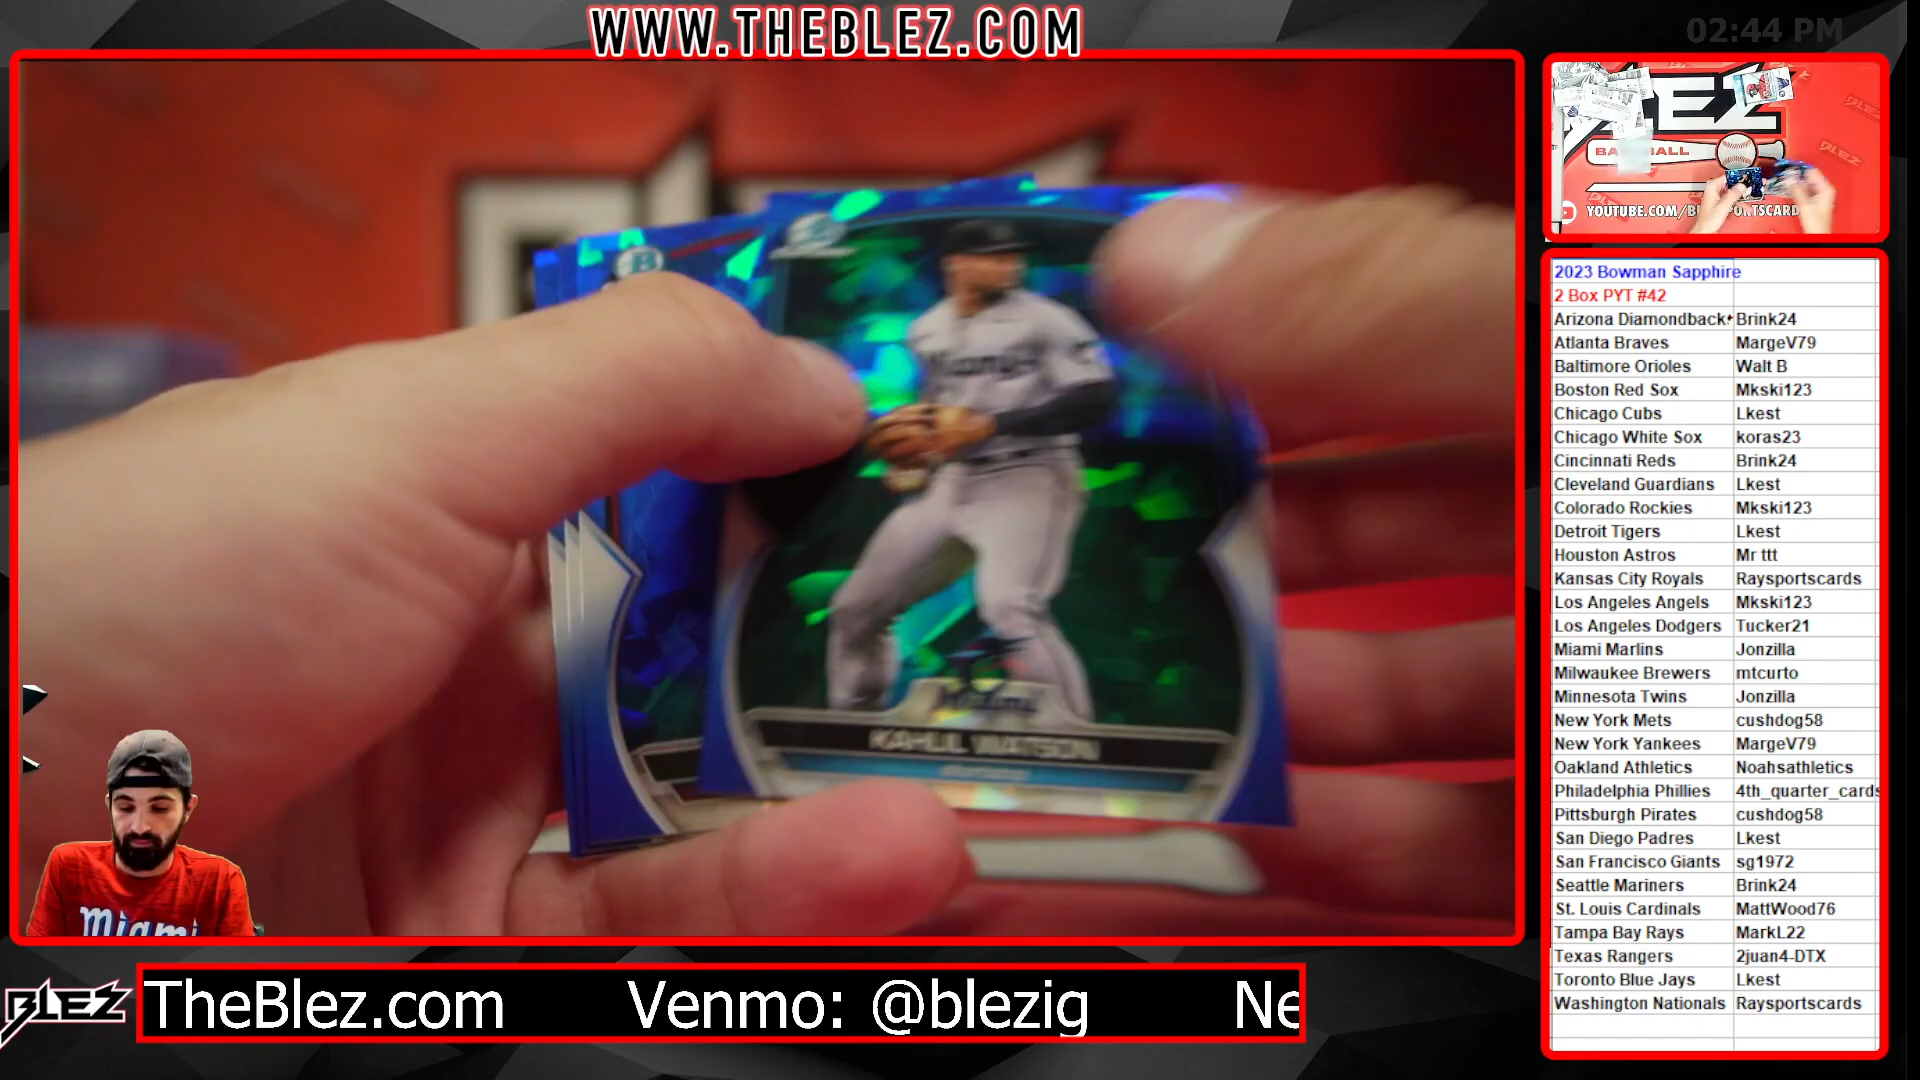 WWW.THEBLEZ.COM
02:44 PM
BLEZ
YOUTUBE.COM/
B
KAHLIL WATSON
Miami
2023 Bowman Sapphire
2 Box PYT #42
Arizona Diamondback Brink24
Atlanta Braves MargeV79
Baltimore Orioles Walt B
Boston Red Sox Mkski123
Chicago Cubs Lkest
Chicago White Sox koras23
Cincinnati Reds Brink24
Cleveland Guardians Lkest
Colorado Rockies Mkski123
Detroit Tigers Lkest
Houston Astros Mr ttt
Kansas City Royals Raysportscards
Los Angeles Angels Mkski123
Los Angeles Dodgers Tucker21
Miami Marlins Jonzilla
Milwaukee Brewers mtcurto
Minnesota Twins Jonzilla
New York Mets cushdog58
New York Yankees MargeV79
Oakland Athletics Noahsathletics
Philadelphia Phillies 4th_quarter_cards
Pittsburgh Pirates cushdog58
San Diego Padres Lkest
San Francisco Giants sg1972
Seattle Mariners Brink24
St. Louis Cardinals MattWood76
Tampa Bay Rays MarkL22
Texas Rangers 2juan4-DTX
Toronto Blue Jays Lkest
Washington Nationals Raysportscards
BLEZ TheBlez.com Venmo: @blezig Ne